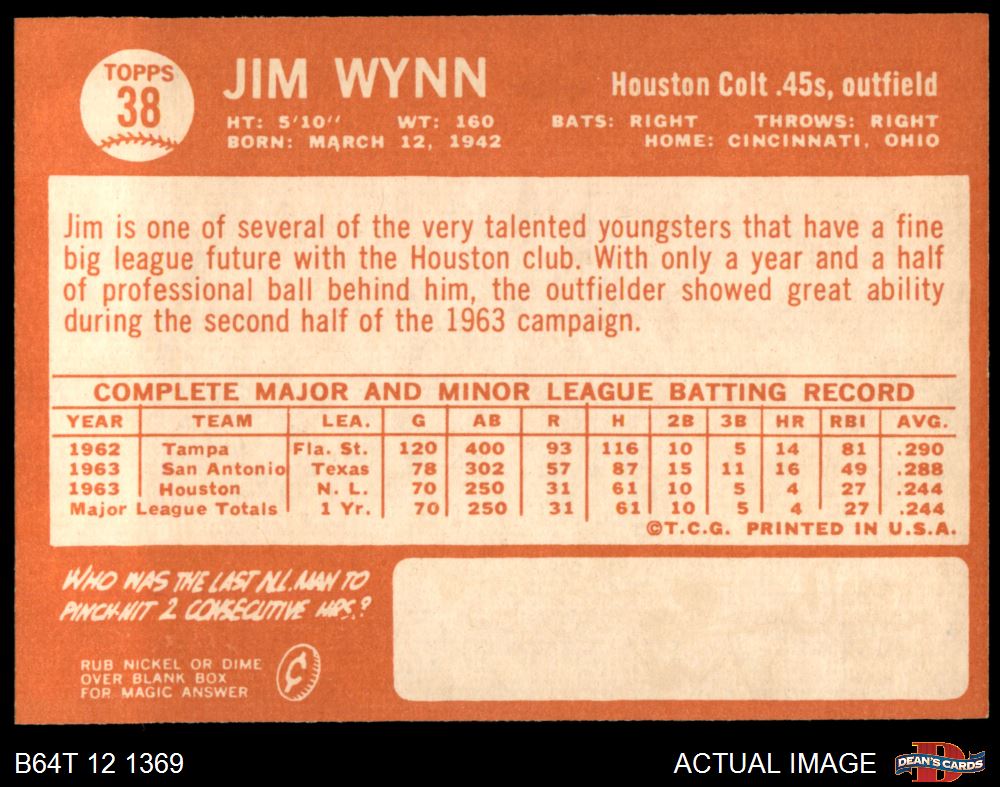 TOPPS
38
JIM WYNN
Houston Colt .45s, outfield
HT: 5'10" WT: 160 BATS: RIGHT THROWS: RIGHT
BORN: MARCH 12, 1942 HOME: CINCINNATI, OHIO
Jim is one of several of the very talented youngsters that have a fine
big league future with the Houston club. With only a year and a half
of professional ball behind him, the outfielder showed great ability
during the second half of the 1963 campaign.
COMPLETE MAJOR AND MINOR LEAGUE BATTING RECORD
YEAR TEAM LEA. G AB R H 2B 3B HR RBI AVG.
1962 Tampa Fla. St. 120 400 93 116 10 5 14 81 .290
1963 San Antonio Texas 78 302 57 87 15 11 16 49 .288
1963 Houston N. L. 70 250 31 61 10 5 4 27 .244
Major League Totals 1 Yr. 70 250 31 61 10 5 4 27 .244
©T.C.G. PRINTED IN U.S.A.
WHO WAS THE LAST N.L. MAN TO
PINCH-HIT 2 CONSECUTIVE HRS.?
RUB NICKEL OR DIME
OVER BLANK BOX
FOR MAGIC ANSWER
¢
B64T 12 1369
ACTUAL IMAGE
D
DEAN'S CARDS